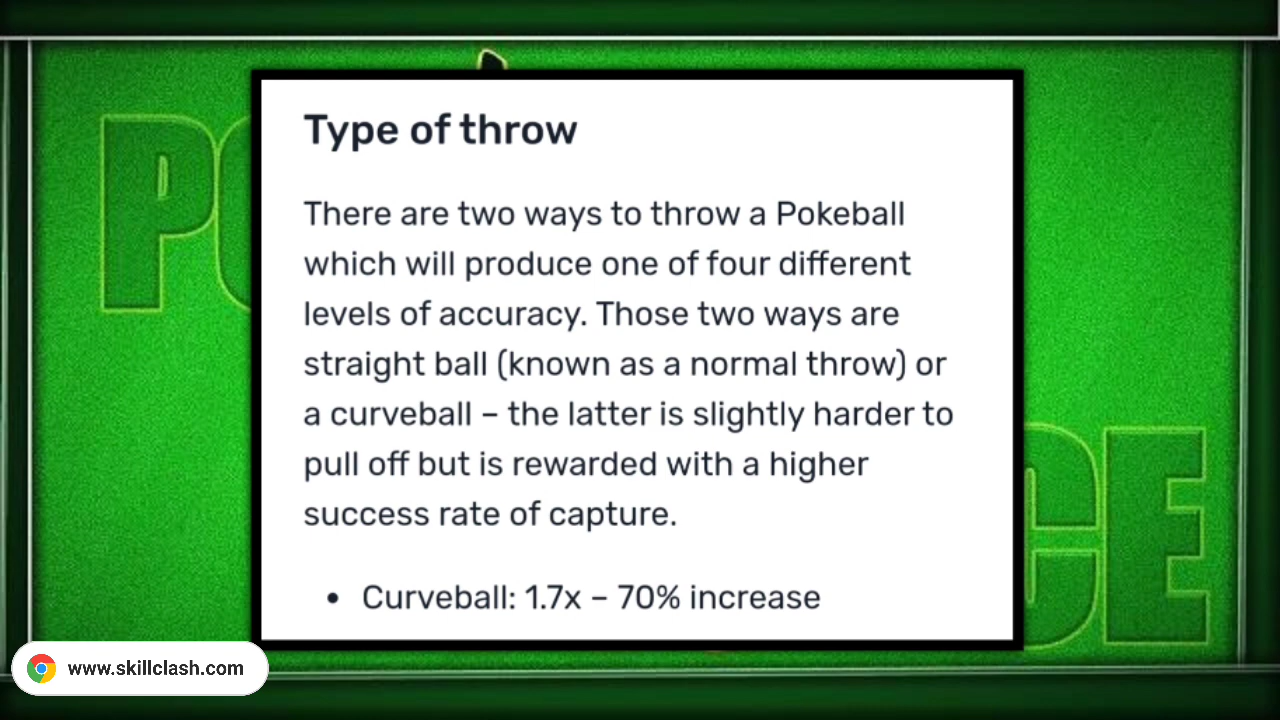 Type of throw
There are two ways to throw a Pokeball
which will produce one of four different
levels of accuracy. Those two ways are
straight ball (known as a normal throw) or
a curveball – the latter is slightly harder to
pull off but is rewarded with a higher
success rate of capture.
• Curveball: 1.7x – 70% increase
www.skillclash.com